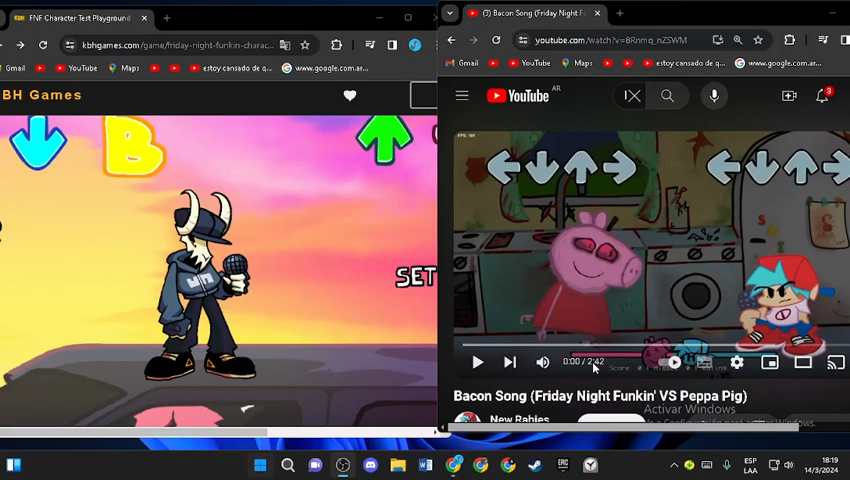 FNF Character Test Playground
kbhgames.com/game/friday-night-funkin-charac...
Gmail
YouTube
Maps
estoy cansado de q...
www.google.com.ar...
BH Games
B
SET
(3) Bacon Song (Friday Night F
youtube.com/watch?v=8Rnmq_nZSWM
Gmail
YouTube
Maps
estoy cansado de q...
www.google.com.ar...
YouTube
AR
3
0:00 / 2:42
Bacon Song (Friday Night Funkin' VS Peppa Pig)
New Rabies
Activar Windows
ESP
LAA
18:19
14/3/2024